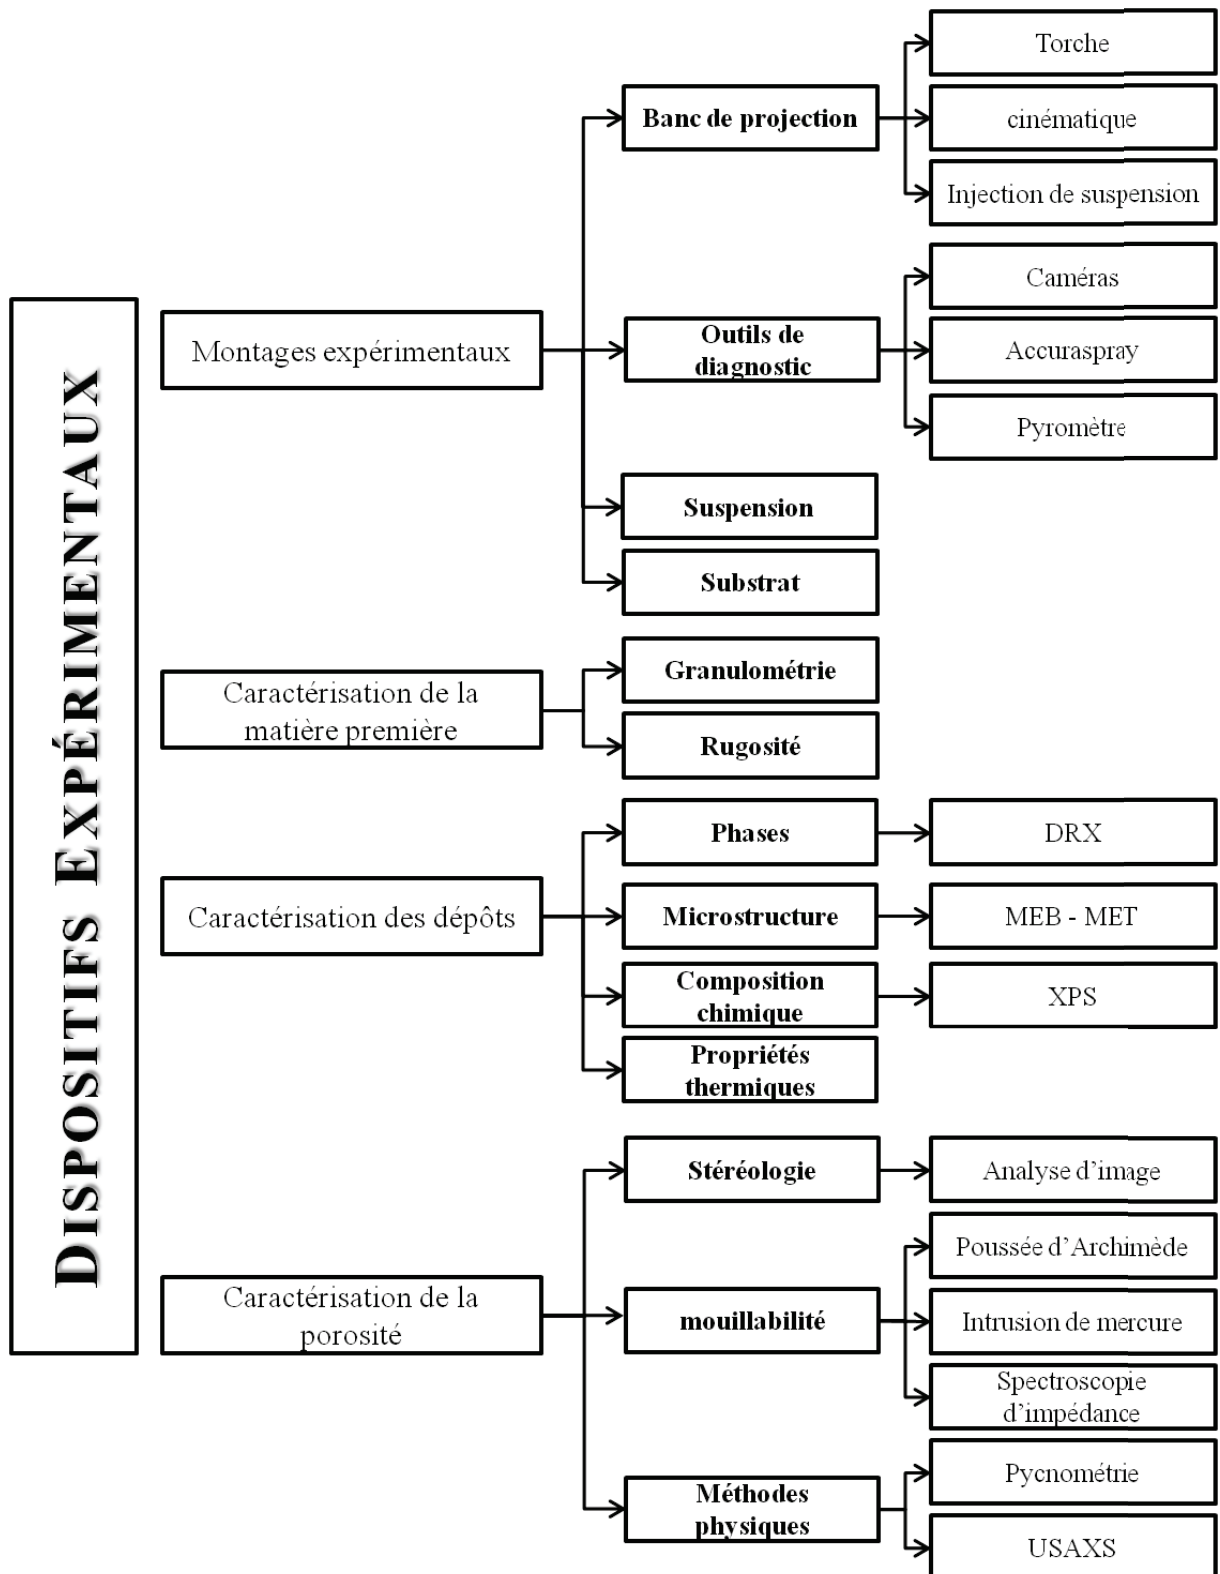 DISPOSITIFS EXPÉRIMENTAUX
Montages expérimentaux
Banc de projection
Torche
cinématique
Injection de suspension
Outils de
diagnostic
Caméras
Accuraspray
Pyromètre
Suspension
Substrat
Caractérisation de la
matière première
Granulométrie
Rugosité
Caractérisation des dépôts
Phases
DRX
Microstructure
MEB - MET
Composition
chimique
XPS
Propriétés
thermiques
Caractérisation de la
porosité
Stéréologie
Analyse d’image
mouillabilité
Poussée d’Archimède
Intrusion de mercure
Spectroscopie
d’impédance
Méthodes
physiques
Pycnométrie
USAXS